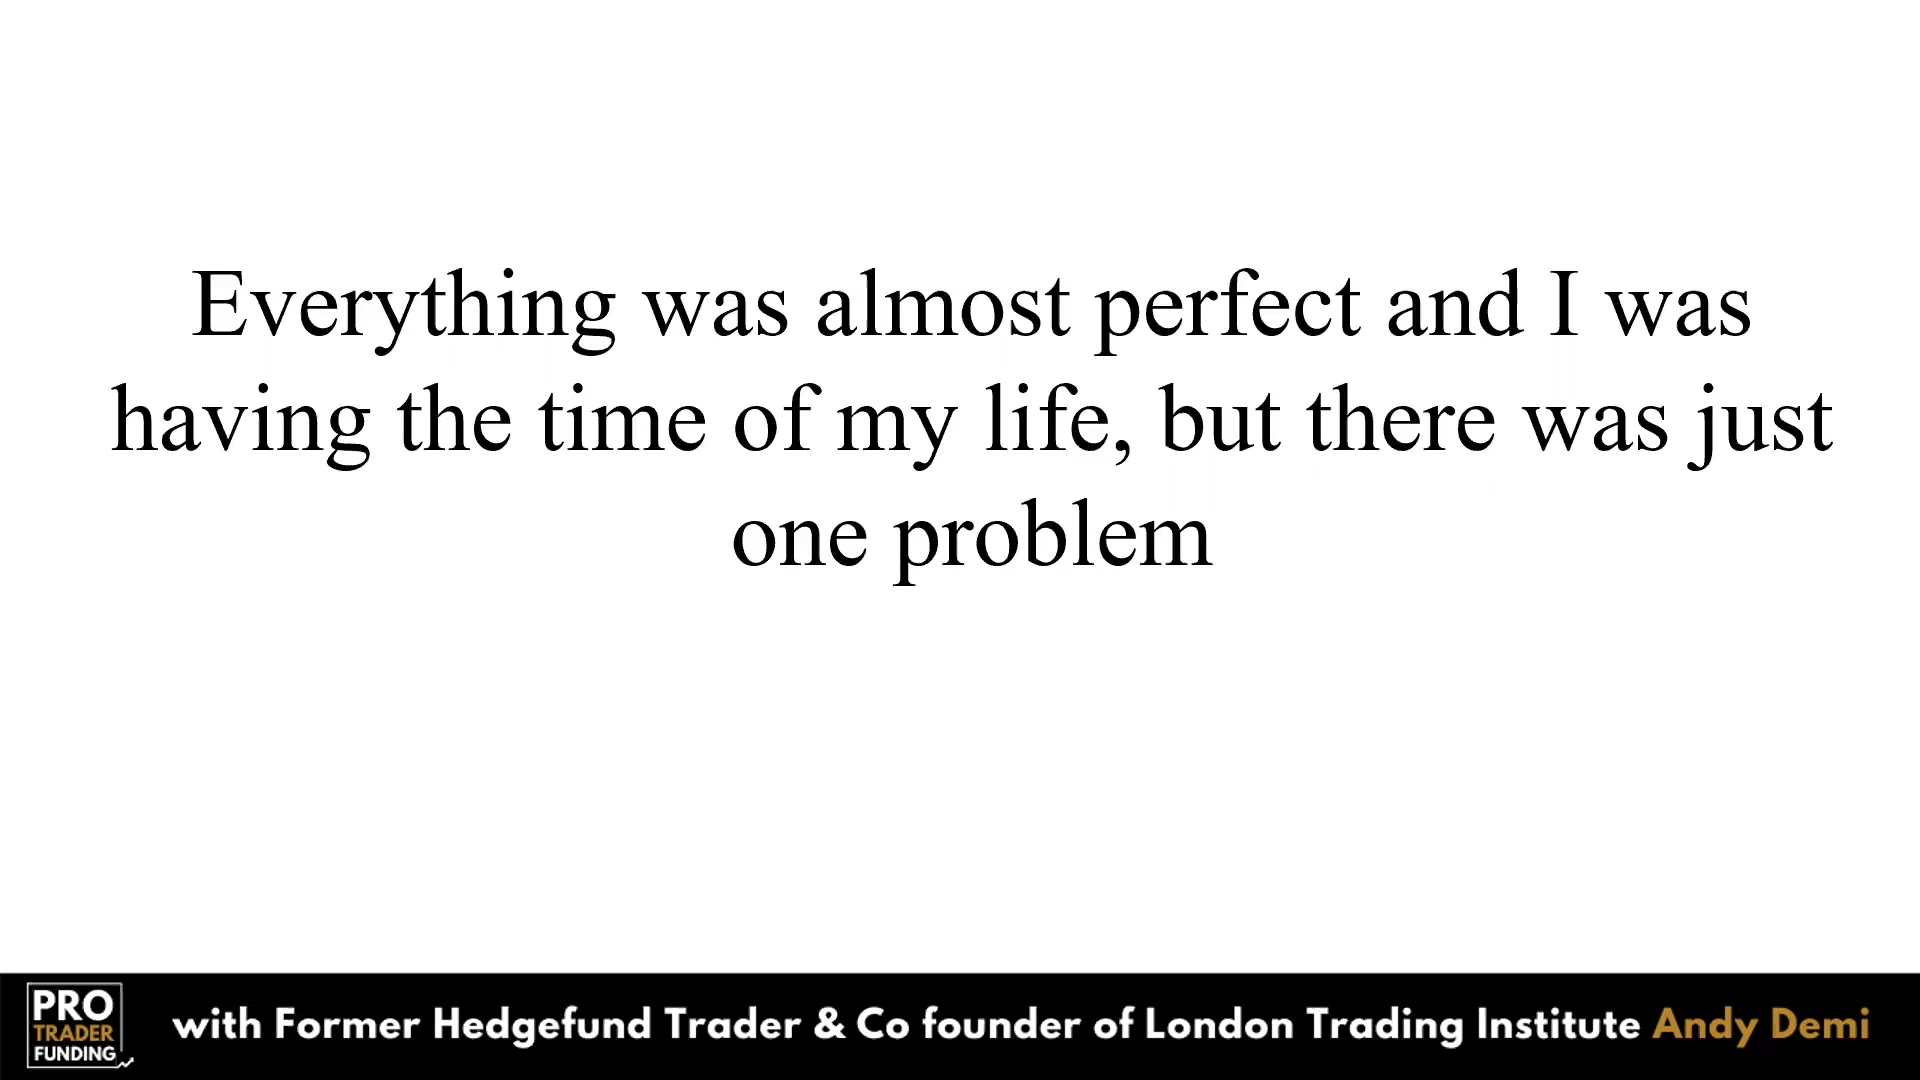 Everything was almost perfect and I was
having the time of my life, but there was just
one problem
PRO
TRADER
FUNDING
with Former Hedgefund Trader & Co founder of London Trading Institute Andy Demi